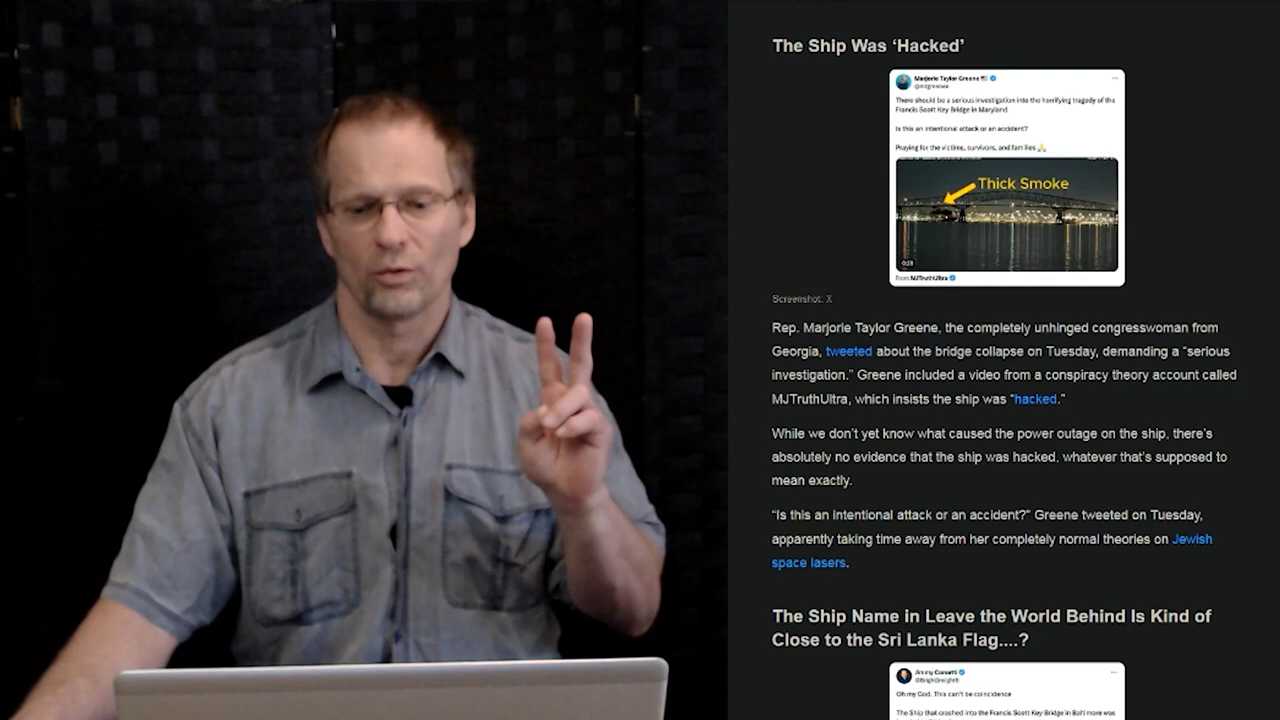 The Ship Was ‘Hacked’
Marjorie Taylor Greene
@mtgreenee
There should be a serious investigation into the horrifying tragedy of the
Francis Scott Key Bridge in Maryland.
Is this an intentional attack or an accident?
Praying for the victims, survivors, and families
Thick Smoke
0:28
From MJTruthUltra
Screenshot: X
Rep. Marjorie Taylor Greene, the completely unhinged congresswoman from
Georgia, tweeted about the bridge collapse on Tuesday, demanding a “serious
investigation.” Greene included a video from a conspiracy theory account called
MJTruthUltra, which insists the ship was “hacked.”
While we don’t yet know what caused the power outage on the ship, there’s
absolutely no evidence that the ship was hacked, whatever that’s supposed to
mean exactly.
“Is this an intentional attack or an accident?” Greene tweeted on Tuesday,
apparently taking time away from her completely normal theories on Jewish
space lasers.
The Ship Name in Leave the World Behind Is Kind of
Close to the Sri Lanka Flag....?
Jimmy Corsetti
@BrightInsight6
Oh my God. This can't be coincidence
The Ship that crashed into the Francis Scott Key Bridge in Baltimore was